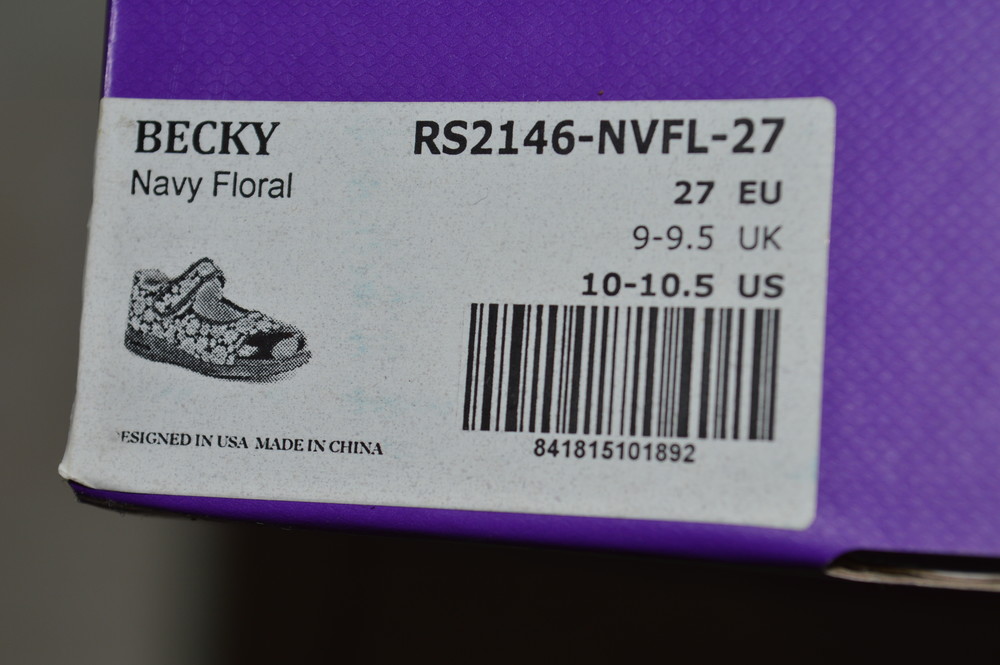 BECKY
Navy Floral
RS2146-NVFL-27
27 EU
9-9.5 UK
10-10.5 US
841815101892
ESIGNED IN USA MADE IN CHINA